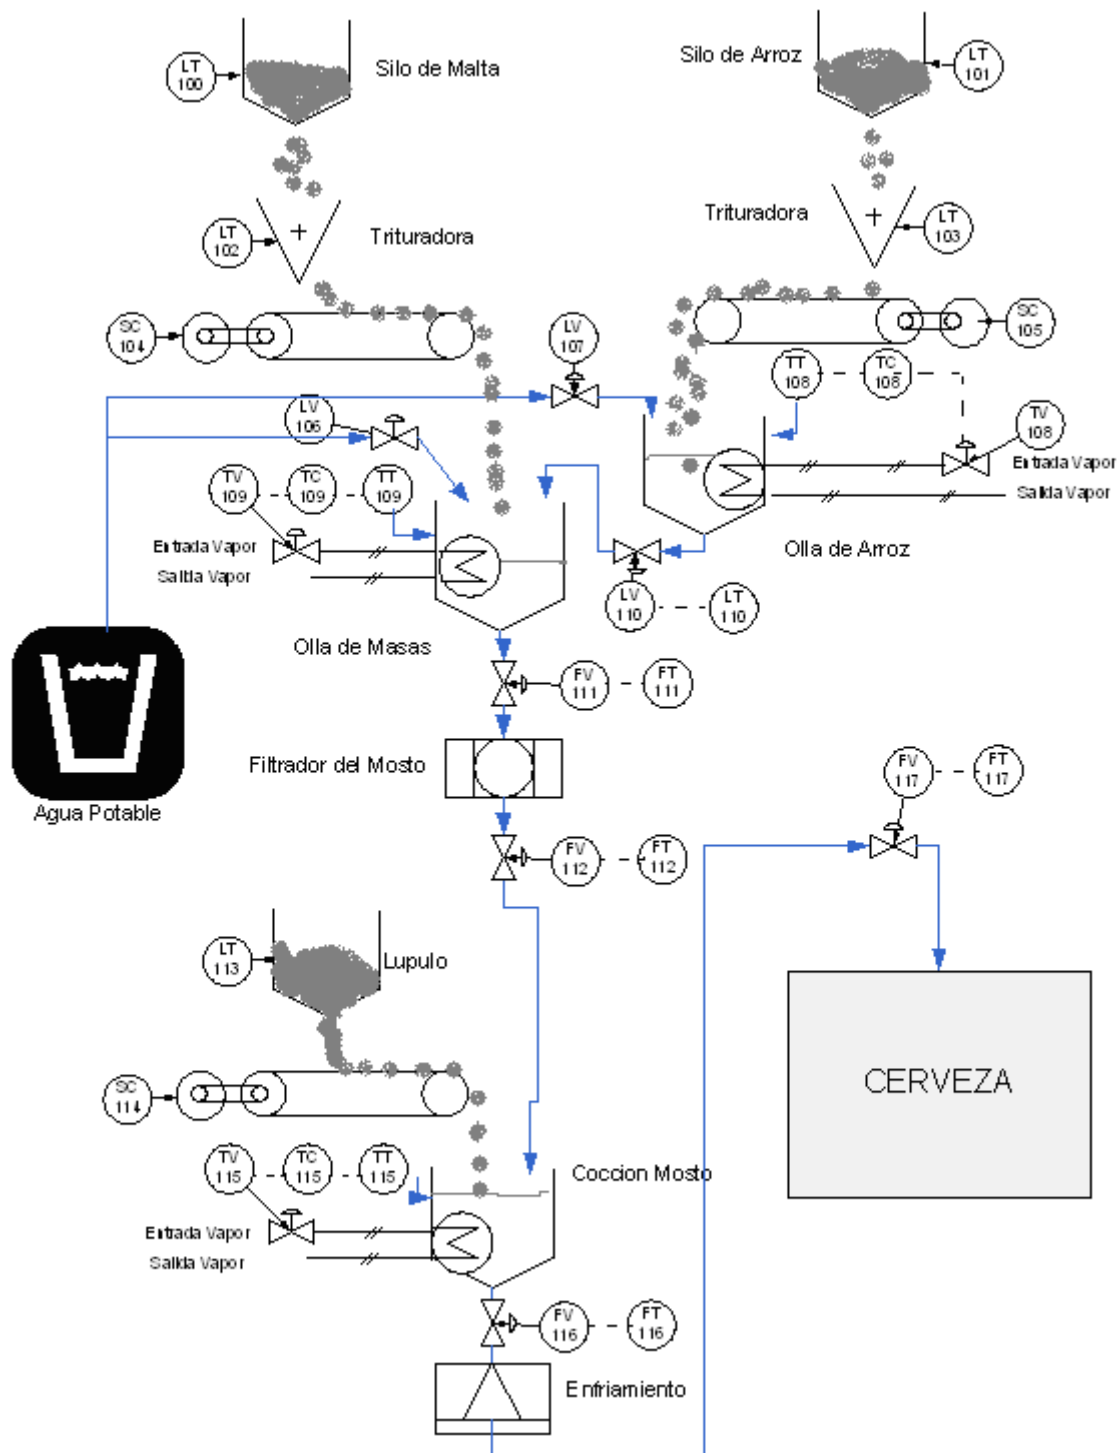 LT
100
Silo de Malta
Silo de Arroz
LT
101
LT
102
Trituradora
Trituradora
LT
103
SC
104
LV
107
SC
105
TT
108
TC
108
LV
106
TV
108
Entrada Vapor
Salida Vapor
TV
109
TC
109
TT
109
Entrada Vapor
Salida Vapor
Olla de Arroz
LV
110
LT
110
Olla de Masas
FV
111
FT
111
Filtrador del Mosto
Agua Potable
FV
117
FT
117
FV
112
FT
112
LT
113
Lupulo
CERVEZA
SC
114
TV
115
TC
115
TT
115
Coccion Mosto
Entrada Vapor
Salida Vapor
FV
116
FT
116
Enfriamiento